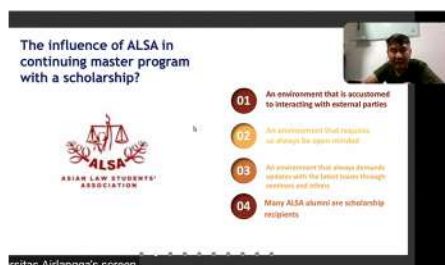 The influence of ALSA in
continuing master program
with a scholarship?
ALSA
ASIAN LAW STUDENTS'
ASSOCIATION
01
An environment that is accustomed
to interacting with external parties
02
An environment that requires
us always be open minded
03
An environment that always demands
updates with the latest issues through
seminars and others
04
Many ALSA alumni are scholarship
recipients
ersitas Airlangga's screen